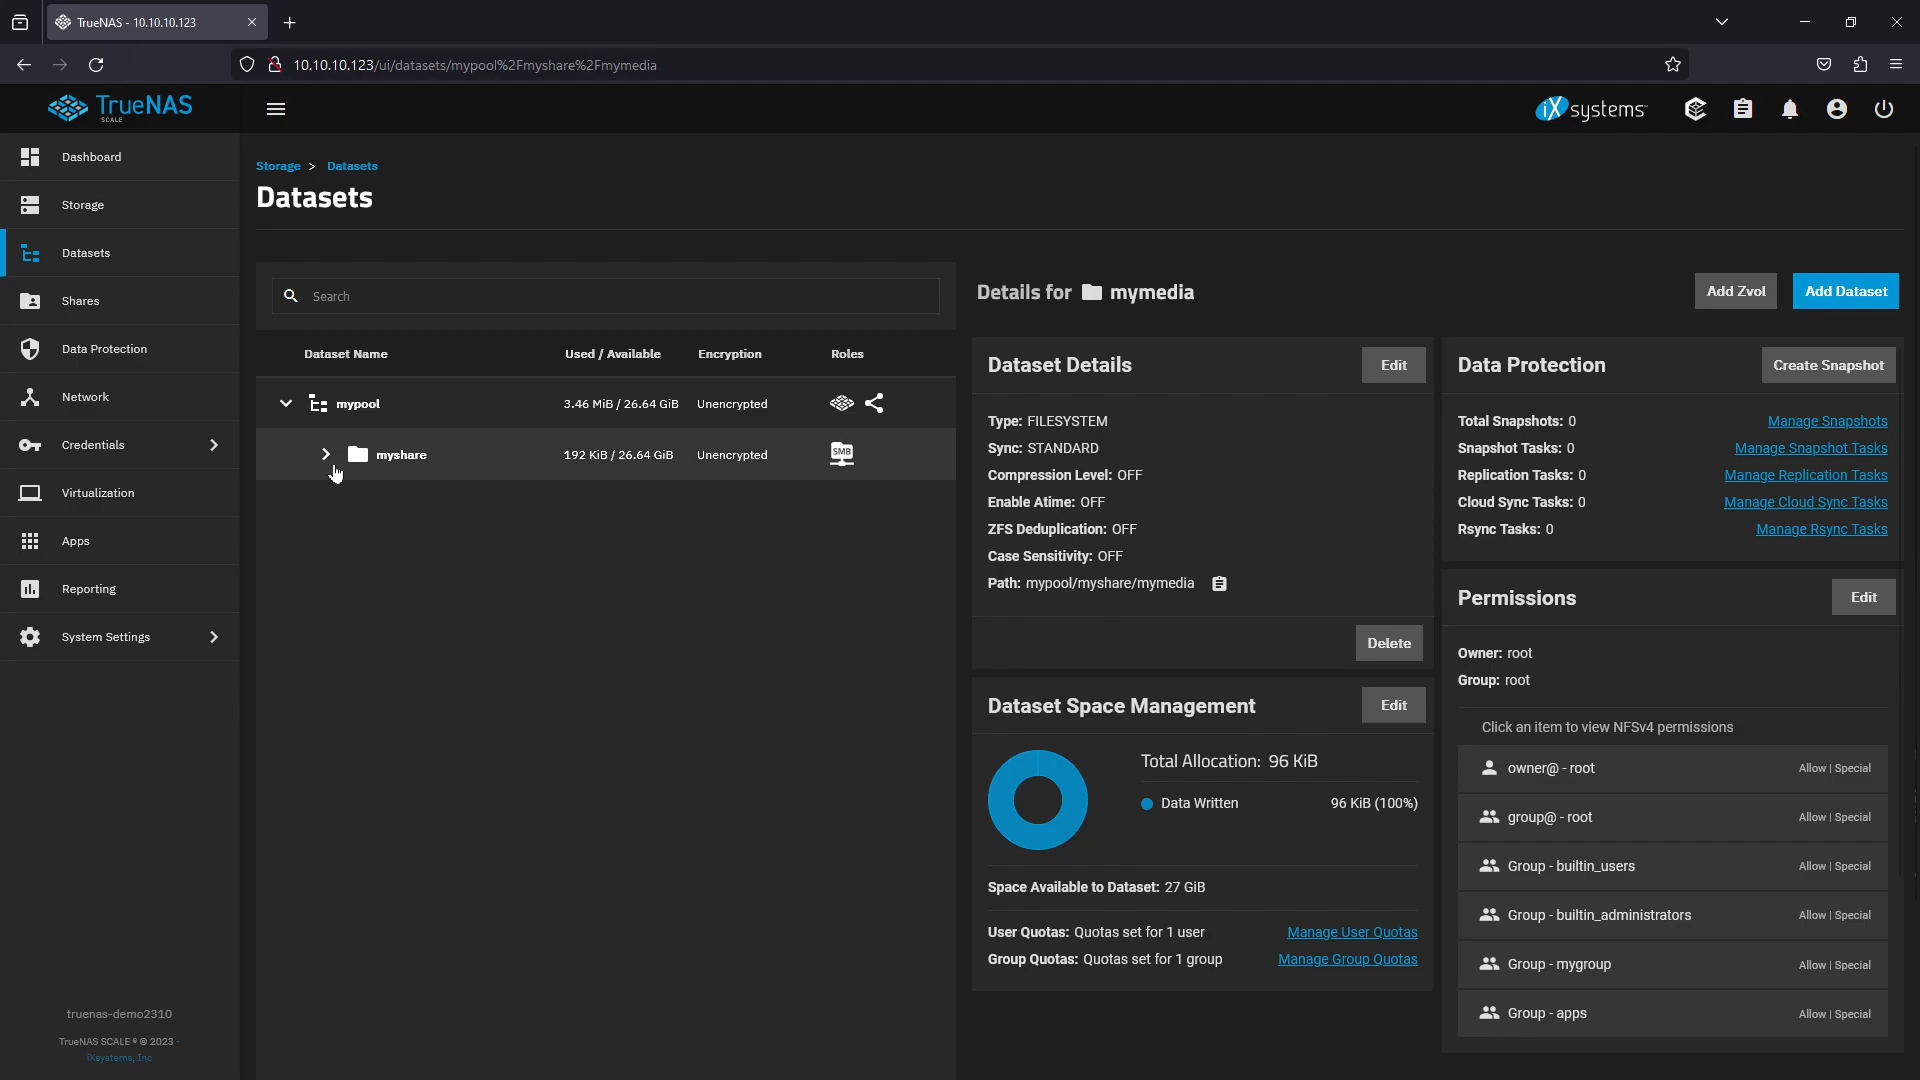 TrueNAS - 10.10.10.123
10.10.10.123/ui/datasets/mypool%2Fmyshare%2Fmymedia
TrueNAS
SCALE
iXsystems
Dashboard
Storage
Datasets
Shares
Data Protection
Network
Credentials
Virtualization
Apps
Reporting
System Settings
truenas-demo2310
TrueNAS SCALE ® © 2023 -
iXsystems, Inc
Storage > Datasets
Datasets
Search
Dataset Name Used / Available Encryption Roles
mypool 3.46 MiB / 26.64 GiB Unencrypted
myshare 192 KiB / 26.64 GiB Unencrypted SMB
Details for mymedia
Add Zvol Add Dataset
Dataset Details Edit
Type: FILESYSTEM
Sync: STANDARD
Compression Level: OFF
Enable Atime: OFF
ZFS Deduplication: OFF
Case Sensitivity: OFF
Path: mypool/myshare/mymedia
Delete
Dataset Space Management Edit
Total Allocation: 96 KiB
Data Written 96 KiB (100%)
Space Available to Dataset: 27 GiB
User Quotas: Quotas set for 1 user Manage User Quotas
Group Quotas: Quotas set for 1 group Manage Group Quotas
Data Protection Create Snapshot
Total Snapshots: 0 Manage Snapshots
Snapshot Tasks: 0 Manage Snapshot Tasks
Replication Tasks: 0 Manage Replication Tasks
Cloud Sync Tasks: 0 Manage Cloud Sync Tasks
Rsync Tasks: 0 Manage Rsync Tasks
Permissions Edit
Owner: root
Group: root
Click an item to view NFSv4 permissions
owner@ - root Allow | Special
group@ - root Allow | Special
Group - builtin_users Allow | Special
Group - builtin_administrators Allow | Special
Group - mygroup Allow | Special
Group - apps Allow | Special